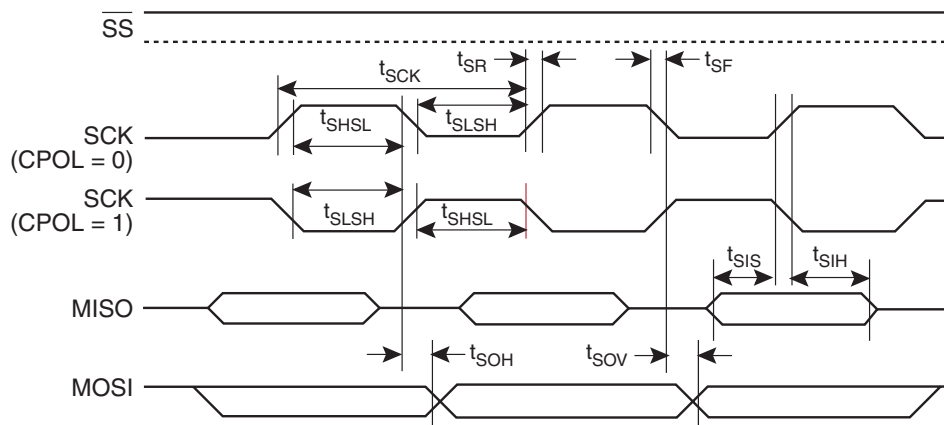 SS
tSCK
tSR
tSF
SCK
(CPOL = 0)
tSHSL
tSLSH
SCK
(CPOL = 1)
tSLSH
tSHSL
tSIS
tSIH
MISO
tSOH
tSOV
MOSI